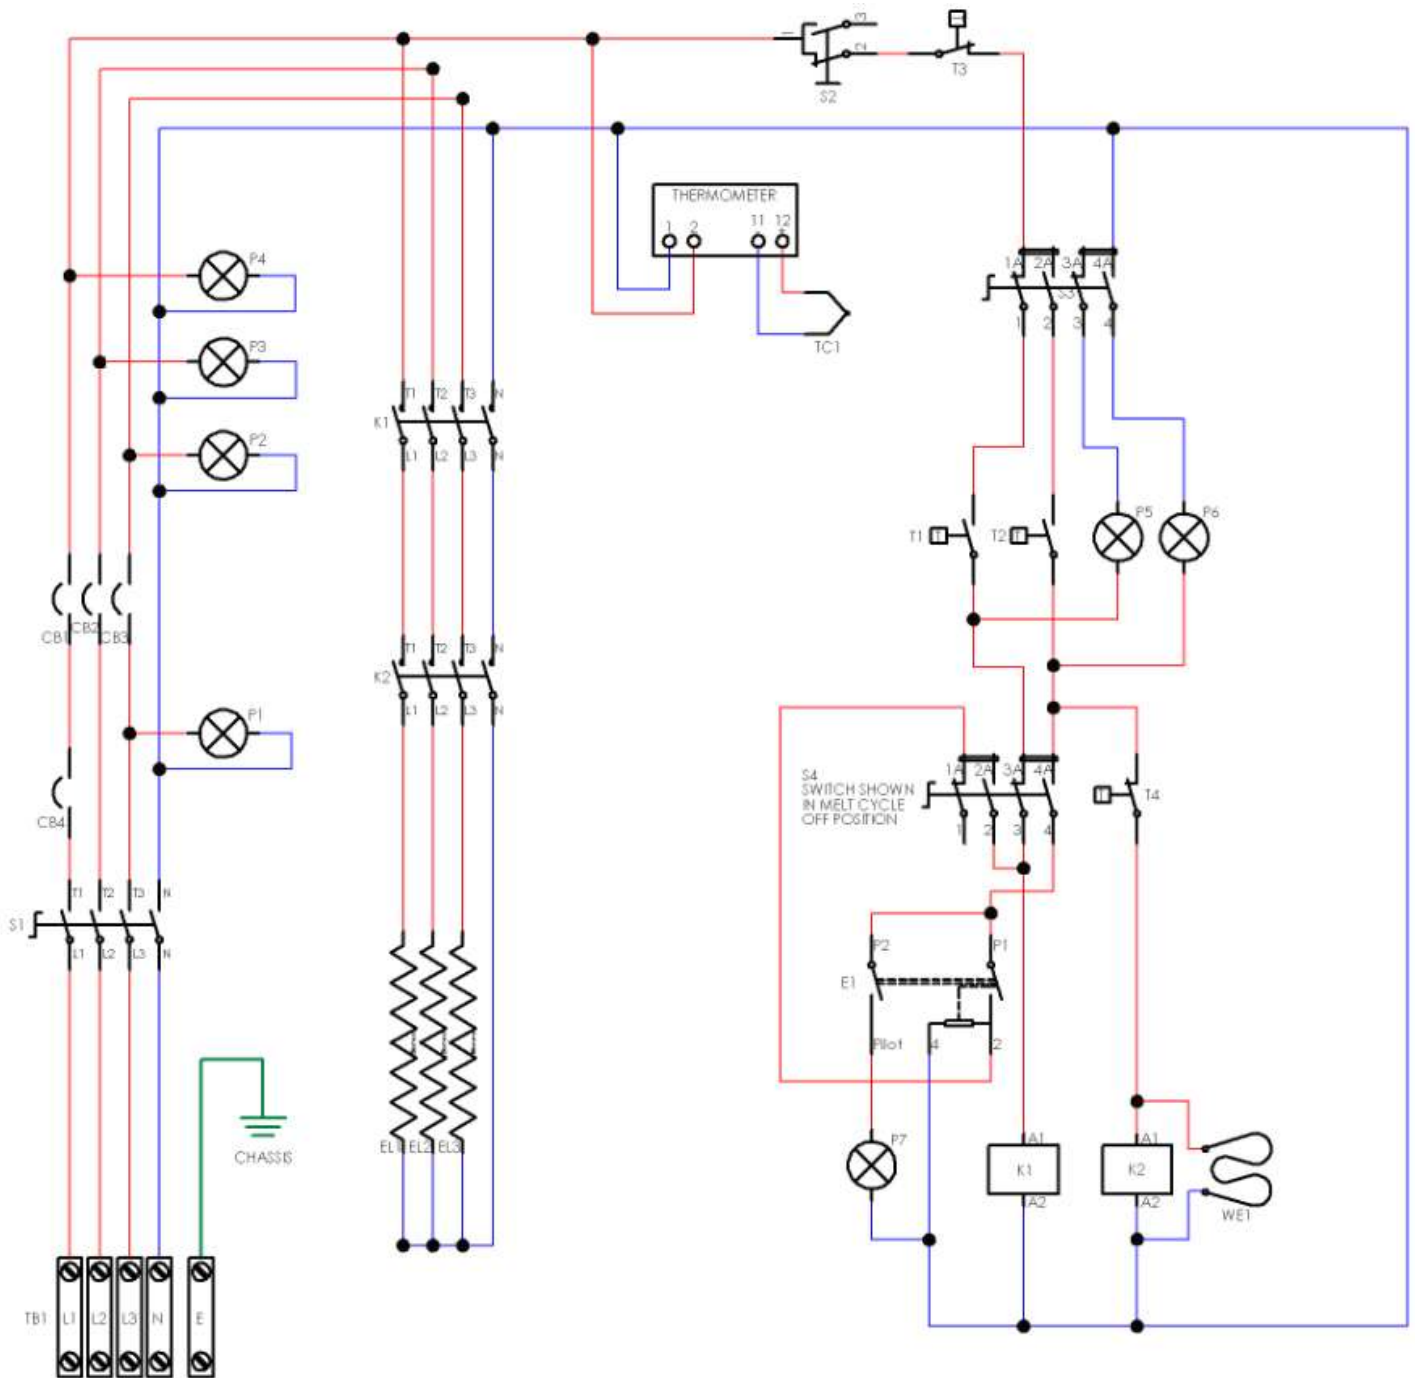 1
3
2
S2
T3
THERMOMETER
1 2 11 12
TC1
P4
P3
P2
1A 2A 3A 4A
S3
1 2 3 4
T1 T2 T3 N
K1
L1 L2 L3 N
T1 T T2 T P5 P6
CB1 CB2 CB3
T1 T2 T3 N
K2
L1 L2 L3 N
P1
CB4
1A 2A 3A 4A
S4
SWITCH SHOWN
IN MELT CYCLE
OFF POSITION
1 2 3 4
T T4
T1 T2 T3 N
S1
L1 L2 L3 N
P2 P1
E1
Pilot 4 2
CHASSIS
EL1 EL2 EL3
P7
A1 A1
K1 K2
A2 A2
WE1
TB1 L1 L2 L3 N E